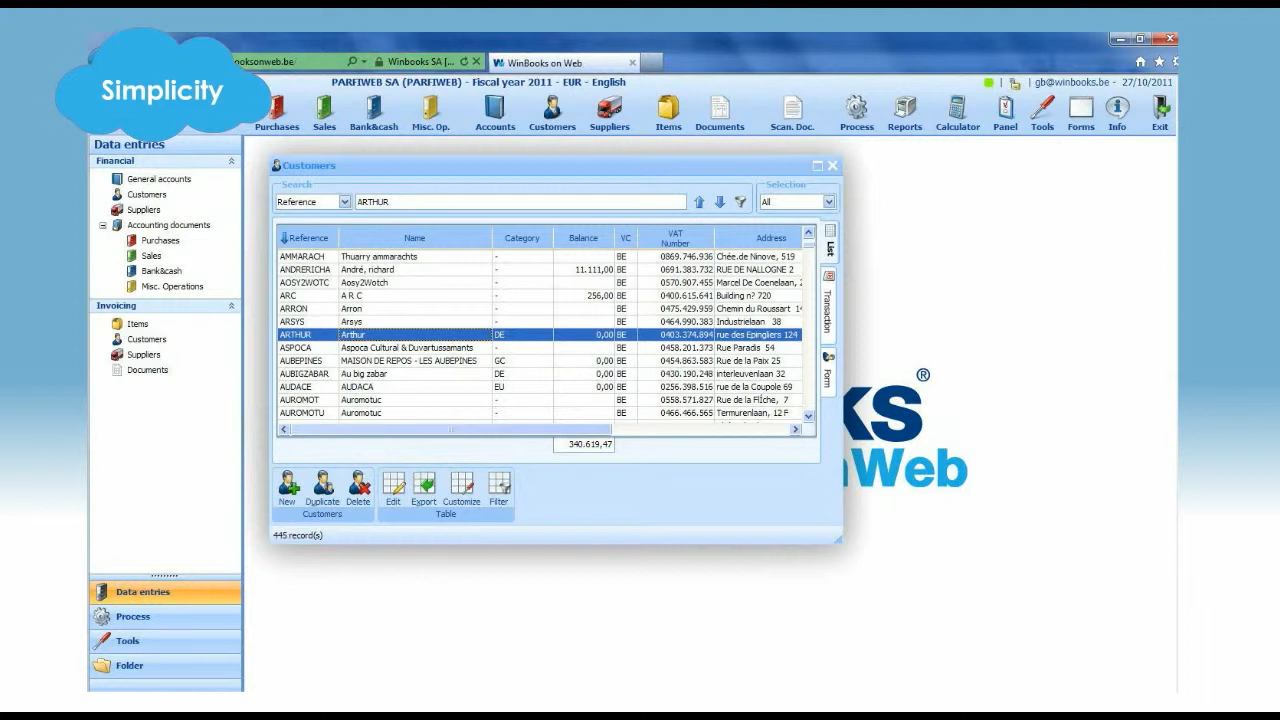 Simplicity
ooksonweb.be
Winbooks SA [...
WinBooks on Web
PARFIWEB SA (PARFIWEB) - Fiscal year 2011 - EUR - English
gb@winbooks.be - 27/10/2011
Purchases Sales Bank&cash Misc. Op. Accounts Customers Suppliers Items Documents Scan. Doc. Process Reports Calculator Panel Tools Forms Info Exit
Data entries
Financial
General accounts
Customers
Suppliers
Accounting documents
Purchases
Sales
Bank&cash
Misc. Operations
Invoicing
Items
Customers
Suppliers
Documents
Data entries
Process
Tools
Folder
Customers
Search
Selection
Reference ARTHUR All
Reference Name Category Balance VC VAT Number Address
AMMARACH Thuarry ammarachts - BE 0869.746.936 Chée.de Ninove, 519
ANDRERICHA André, richard - 11.111,00 BE 0691.383.732 RUE DE NALLOGNE 2
AOSY2WOTC Aosy2Wotch - BE 0570.907.455 Marcel De Coenelaan, 2
ARC A R C - 256,00 BE 0400.615.641 Building n? 720
ARRON Arron - BE 0475.429.959 Chemin du Roussart 14
ARSYS Arsys - BE 0464.990.383 Industrielaan 38
ARTHUR Arthur DE 0,00 BE 0403.374.894 rue des Epingliers 124
ASPOCA Aspoca Cultural & Duvartussamants - BE 0458.201.373 Rue Paradis 54
AUBEPINES MAISON DE REPOS - LES AUBEPINES GC 0,00 BE 0454.863.583 Rue de la Paix 25
AUBIGZABAR Au big zabar DE 0,00 BE 0430.190.248 interleuvenlaan 32
AUDACE AUDACA EU 0,00 BE 0256.398.516 rue de la Coupole 69
AUROMOT Auromotuc - BE 0558.571.827 Rue de la Flîche, 7
AUROMOTU Auromotuc - BE 0466.466.565 Termurenlaan, 12 F
340.619,47
List
Transaction
Form
New Duplicate Delete Edit Export Customize Filter
Customers Table
445 record(s)
ks®
nWeb